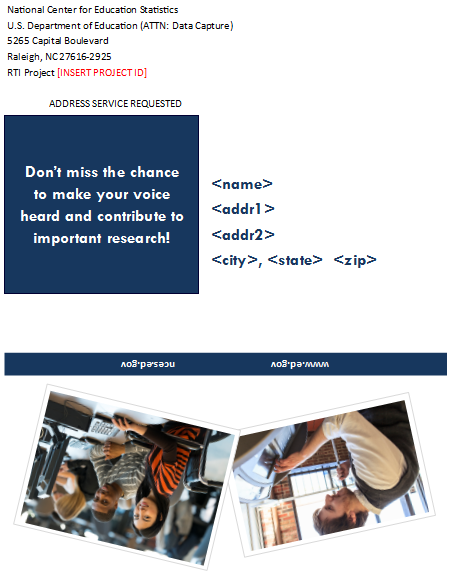 National Center for Education Statistics
U.S. Department of Education (ATTN: Data Capture)
5265 Capital Boulevard
Raleigh, NC 27616-2925
RTI Project [INSERT PROJECT ID]
ADDRESS SERVICE REQUESTED
Don't miss the chance
to make your voice
heard and contribute to
important research!
<name>
<addr1>
<addr2>
<city>, <state> <zip>
www.ed.gov
nces.ed.gov